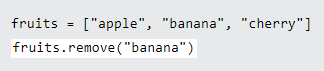 fruits = ["apple", "banana", "cherry"]
fruits.remove("banana")